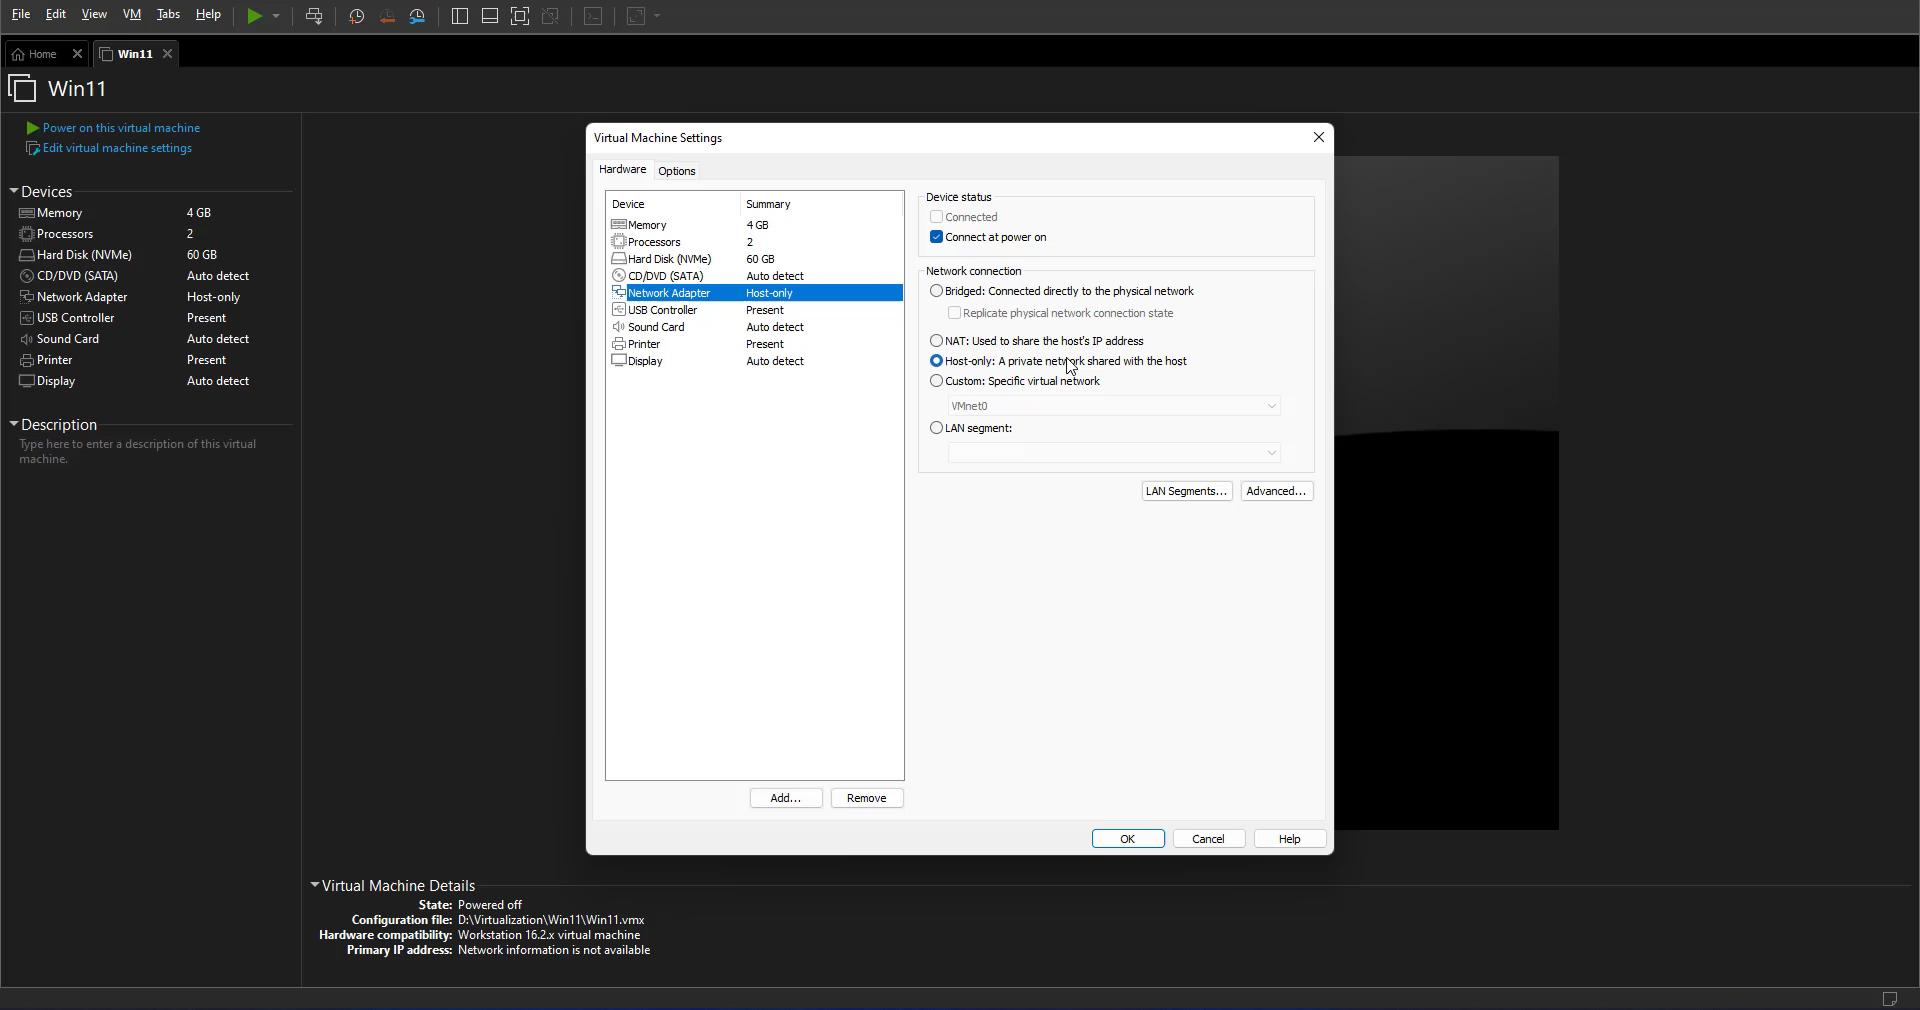 File Edit View VM Tabs Help
Home Win11
Win11
Power on this virtual machine
Edit virtual machine settings
Devices
Memory 4 GB
Processors 2
Hard Disk (NVMe) 60 GB
CD/DVD (SATA) Auto detect
Network Adapter Host-only
USB Controller Present
Sound Card Auto detect
Printer Present
Display Auto detect
Description
Type here to enter a description of this virtual
machine.
Virtual Machine Settings
Hardware Options
Device Summary
Memory 4 GB
Processors 2
Hard Disk (NVMe) 60 GB
CD/DVD (SATA) Auto detect
Network Adapter Host-only
USB Controller Present
Sound Card Auto detect
Printer Present
Display Auto detect
Add... Remove
Device status
Connected
Connect at power on
Network connection
Bridged: Connected directly to the physical network
Replicate physical network connection state
NAT: Used to share the host's IP address
Host-only: A private network shared with the host
Custom: Specific virtual network
VMnet0
LAN segment:
LAN Segments... Advanced...
OK Cancel Help
Virtual Machine Details
State: Powered off
Configuration file: D:\Virtualization\Win11\Win11.vmx
Hardware compatibility: Workstation 16.2.x virtual machine
Primary IP address: Network information is not available